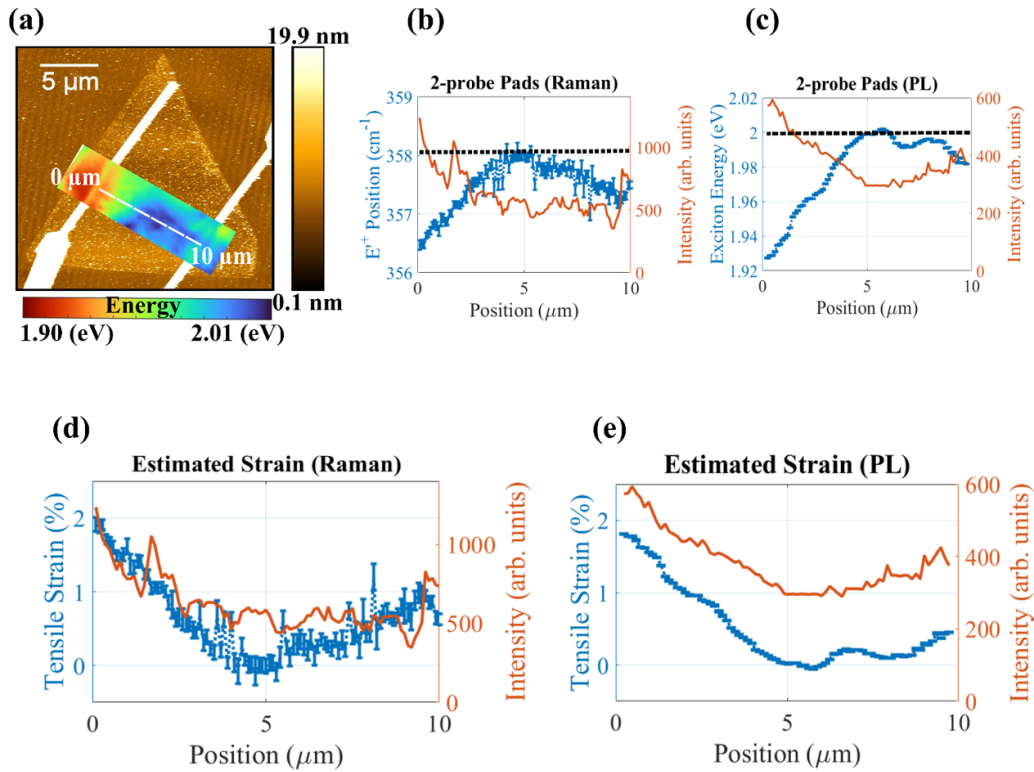 (a)
19.9 nm
5 µm
0 µm
10 µm
0.1 nm
Energy
1.90 (eV)
2.01 (eV)
(b)
2-probe Pads (Raman)
359
358
357
356
E'⁺ Position (cm⁻¹)
1000
500
0
Intensity (arb. units)
0
5
10
Position (µm)
(c)
2-probe Pads (PL)
2.02
2
1.98
1.96
1.94
1.92
Exciton Energy (eV)
600
400
200
0
Intensity (arb. units)
0
5
10
Position (µm)
(d)
Estimated Strain (Raman)
2
1
0
Tensile Strain (%)
1000
500
0
Intensity (arb. units)
0
5
10
Position (µm)
(e)
Estimated Strain (PL)
2
1
0
Tensile Strain (%)
600
400
200
0
Intensity (arb. units)
0
5
10
Position (µm)